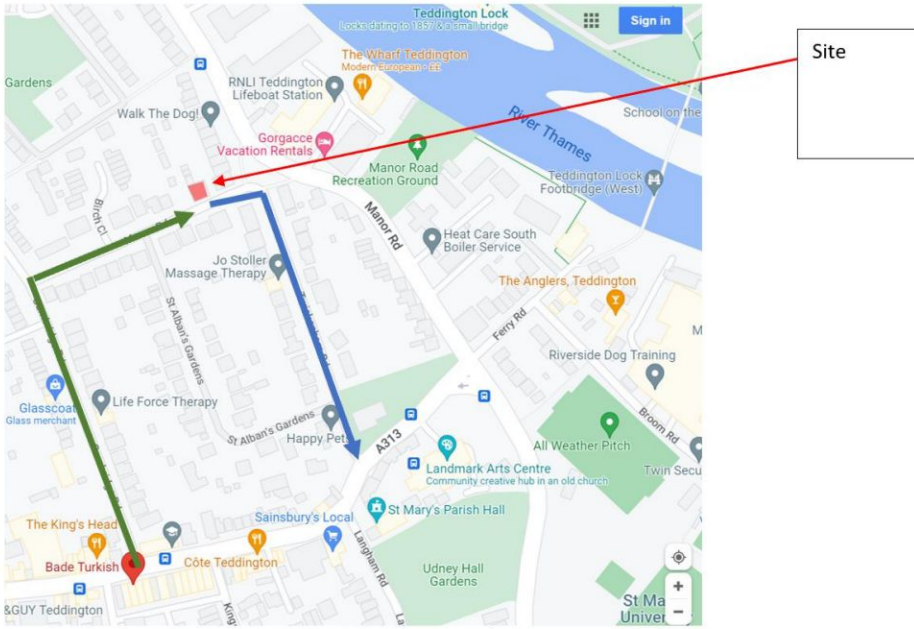 Teddington Lock
Locks dating to 1857 & a small bridge
Sign in
Site
The Wharf Teddington
Modern European - ££
Gardens
RNLI Teddington
Lifeboat Station
Walk The Dog!
School on the
River Thames
Gorgacce
Vacation Rentals
Manor Road
Recreation Ground
Teddington Lock
Footbridge (West)
Birch Cl
Manor Rd
Heat Care South
Boiler Service
Jo Stoller
Massage Therapy
The Anglers, Teddington
St Alban's Gardens
Ferry Rd
Riverside Dog Training
Glasscoat
Glass merchant
Life Force Therapy
St Alban's Gardens
Happy Pets
A313
All Weather Pitch
Broom Rd
Landmark Arts Centre
Community creative hub in an old church
Twin Secu
The King's Head
Sainsbury's Local
St Mary's Parish Hall
Bade Turkish
Côte Teddington
Langham Rd
Udney Hall
Gardens
&GUY Teddington
King
La
St Ma
Univer
+
−